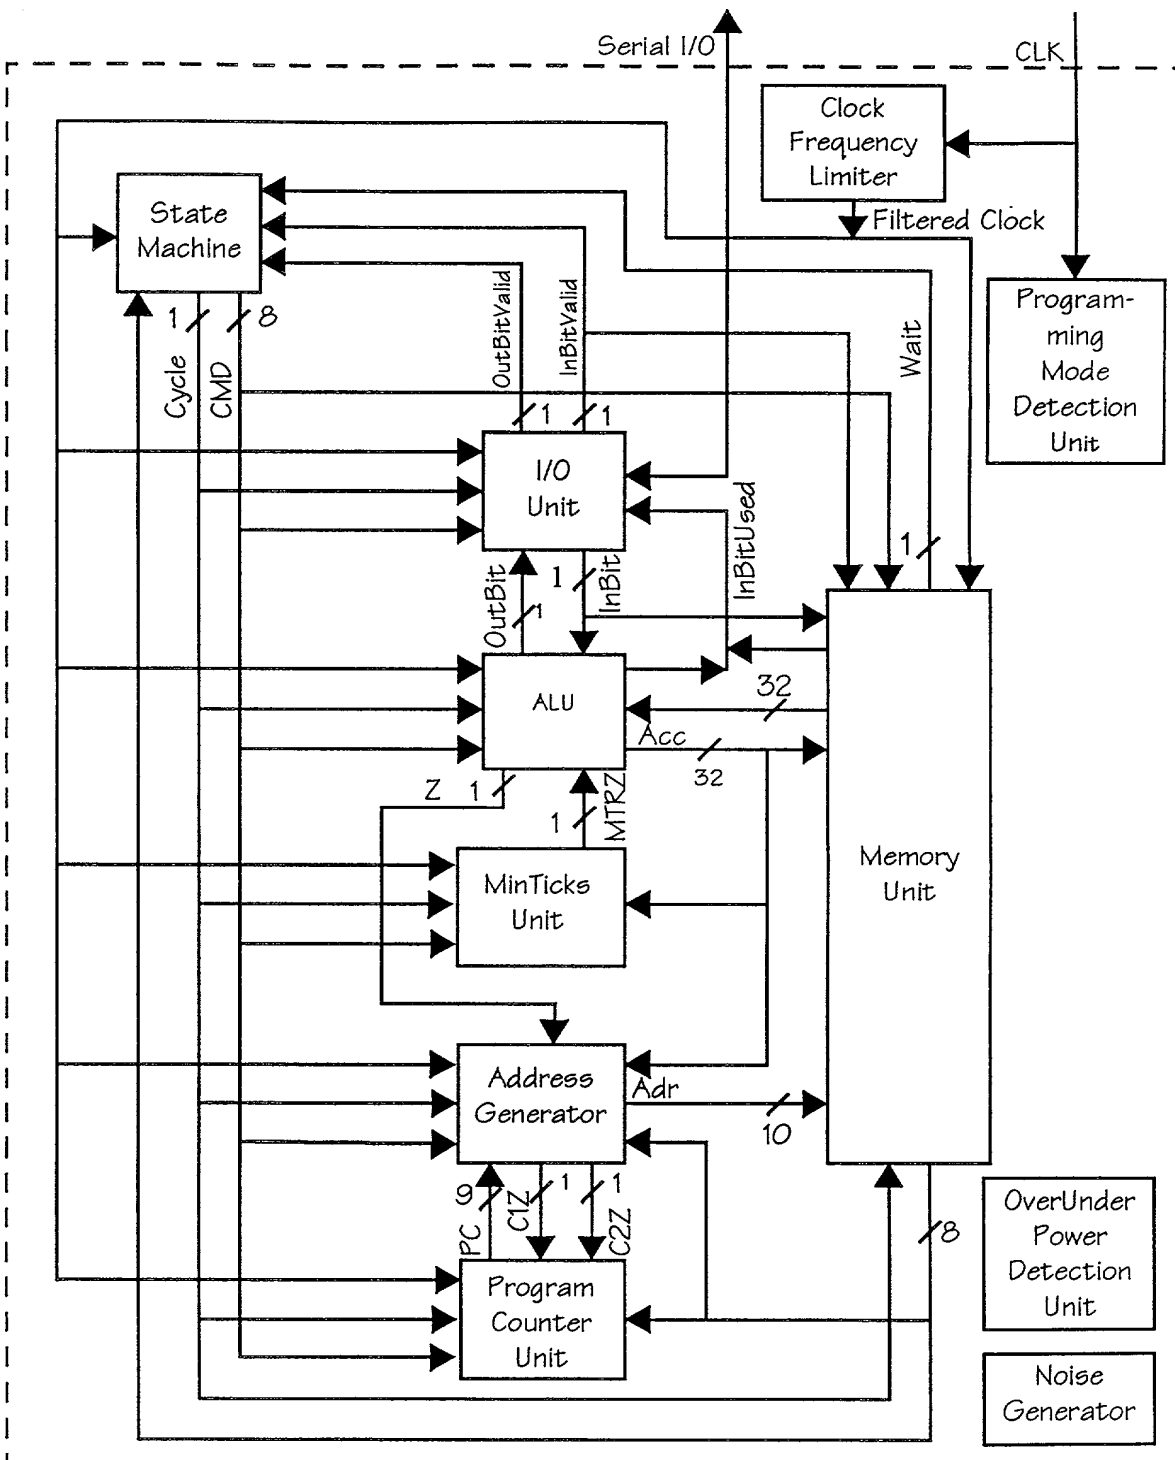 Serial I/O
CLK
Clock
Frequency
Limiter
Filtered Clock
State
Machine
Program-
ming
Mode
Detection
Unit
1
8
Cycle
CMD
OutBitValid
InBitValid
Wait
1
1
I/O
Unit
1
OutBit
1
1
InBit
InBitUsed
ALU
32
Acc
32
Z
1
1
MTRZ
MinTicks
Unit
Memory
Unit
Address
Generator
Adr
10
9
PC
C1Z
1
1
C2Z
8
Program
Counter
Unit
OverUnder
Power
Detection
Unit
Noise
Generator